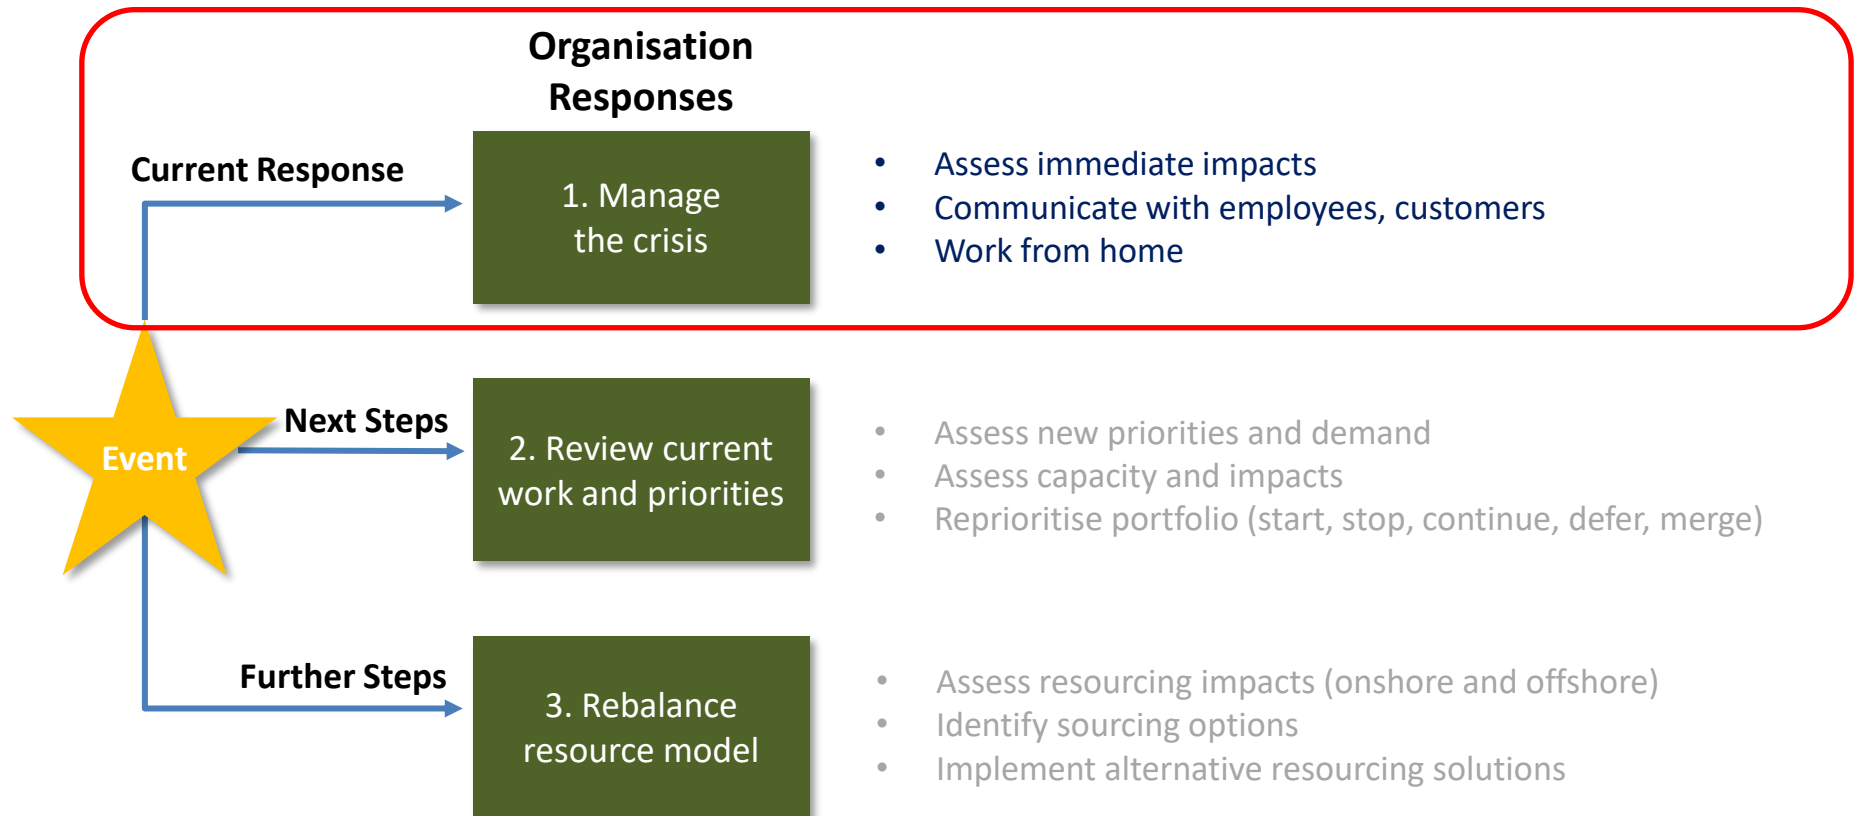 Organisation
Responses
Current Response
1. Manage
the crisis
• Assess immediate impacts
• Communicate with employees, customers
• Work from home
Event
Next Steps
2. Review current
work and priorities
• Assess new priorities and demand
• Assess capacity and impacts
• Reprioritise portfolio (start, stop, continue, defer, merge)
Further Steps
3. Rebalance
resource model
• Assess resourcing impacts (onshore and offshore)
• Identify sourcing options
• Implement alternative resourcing solutions